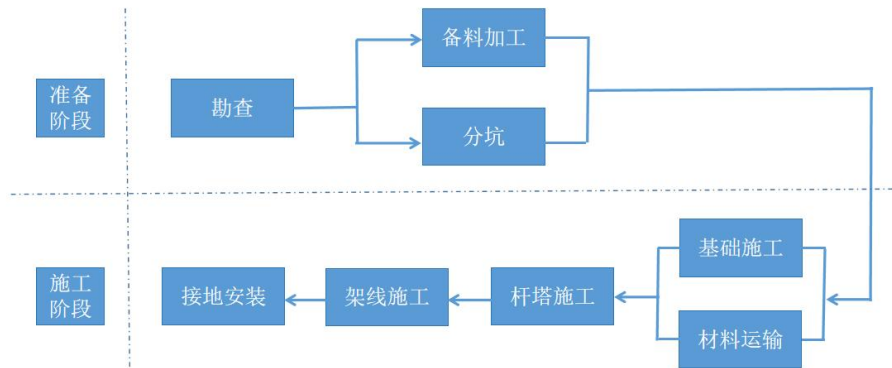 准备
阶段
勘查
备料加工
分坑
施工
阶段
接地安装
架线施工
杆塔施工
基础施工
材料运输